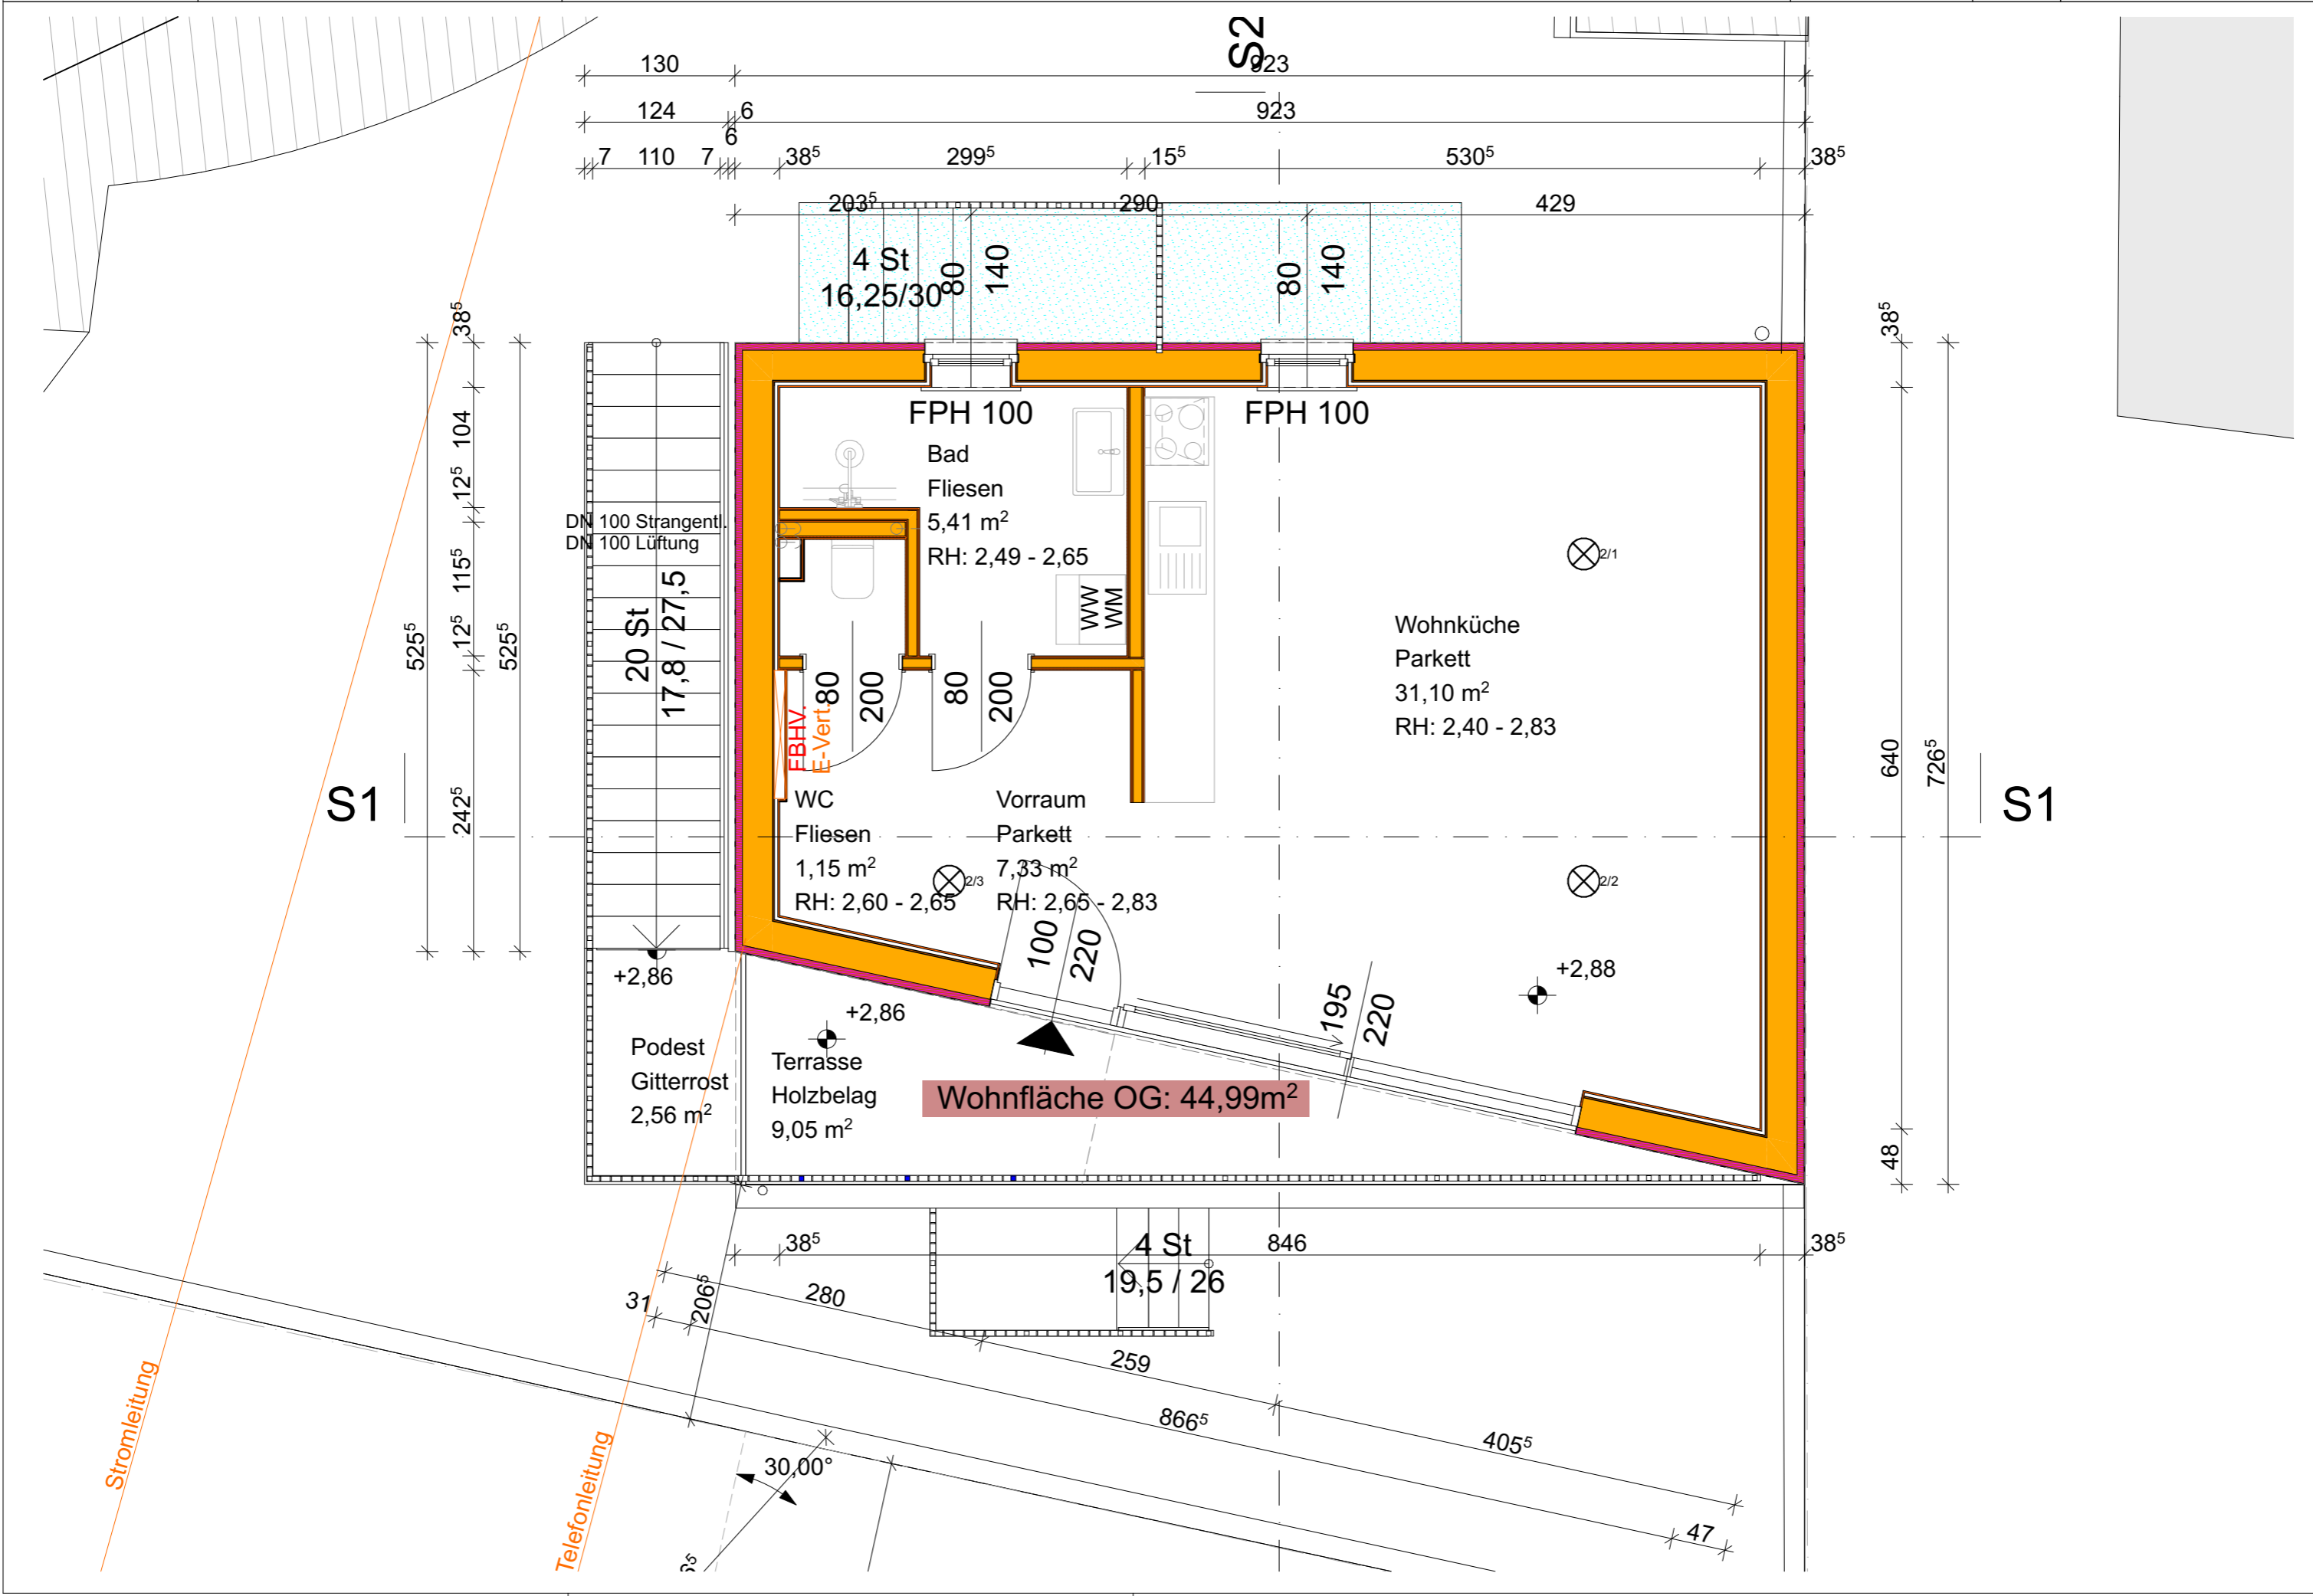 S2
130
923
124
6
923
6
7
110
7
38⁵
299⁵
15⁵
530⁵
38⁵
203⁵
290
429
4 St
16,25/30
80
140
80
140
38⁵
104
12⁵
115⁵
12⁵
242⁵
525⁵
525⁵
38⁵
640
726⁵
48
FPH 100
FPH 100
Bad
Fliesen
5,41 m²
RH: 2,49 - 2,65
DN 100 Strangentl.
DN 100 Lüftung
20 St
17,8 / 27,5
WW
WM
2/1
Wohnküche
Parkett
31,10 m²
RH: 2,40 - 2,83
80
200
80
200
FBHV.
E-Vert.
S1
S1
WC
Fliesen
1,15 m²
RH: 2,60 - 2,65
2/3
Vorraum
Parkett
7,33 m²
RH: 2,65 - 2,83
2/2
100
220
195
220
+2,86
+2,86
+2,88
Podest
Gitterrost
2,56 m²
Terrasse
Holzbelag
9,05 m²
Wohnfläche OG: 44,99m²
38⁵
846
38⁵
4 St
19,5 / 26
31
206⁵
280
259
866⁵
405⁵
47
30,00°
Stromleitung
Telefonleitung